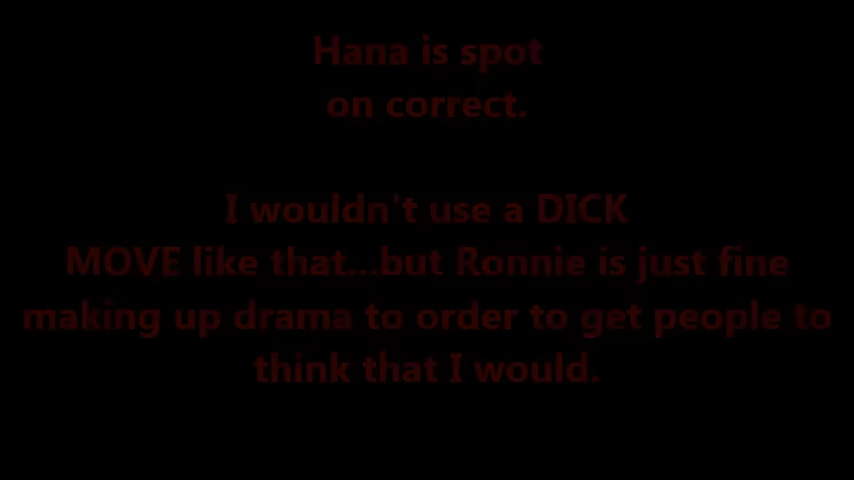 Hana is spot
on correct.
I wouldn't use a DICK
MOVE like that...but Ronnie is just fine
making up drama to order to get people to
think that I would.